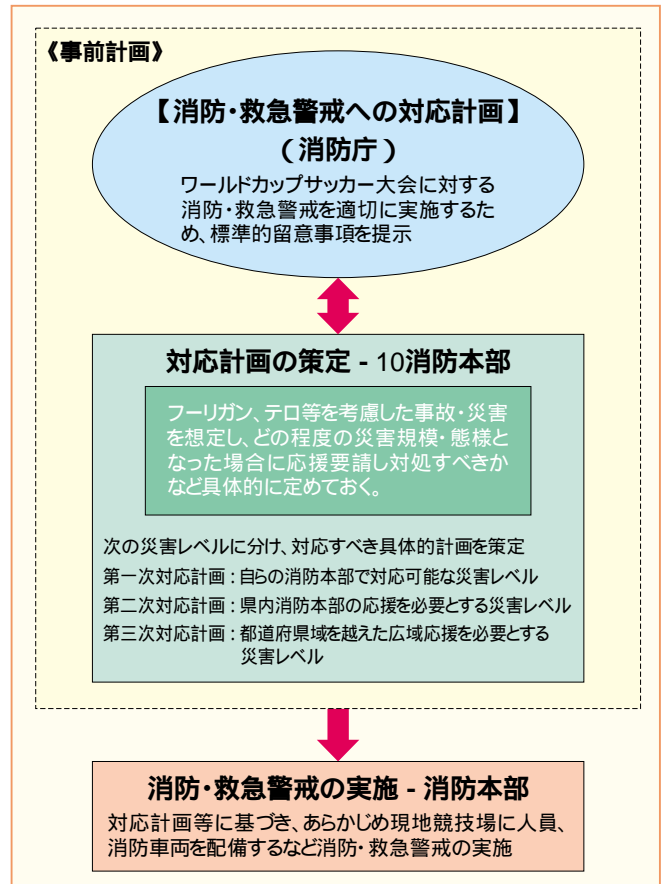 《事前計画》
【消防・救急警戒への対応計画】
(消防庁)
ワールドカップサッカー大会に対する
消防・救急警戒を適切に実施するた
め、標準的留意事項を提示
対応計画の策定 - 10消防本部
フーリガン、テロ等を考慮した事故・災害
を想定し、どの程度の災害規模・態様と
なった場合に応援要請し対処すべきか
など具体的に定めておく。
次の災害レベルに分け、対応すべき具体的計画を策定
第一次対応計画：自らの消防本部で対応可能な災害レベル
第二次対応計画：県内消防本部の応援を必要とする災害レベル
第三次対応計画：都道府県域を越えた広域応援を必要とする
災害レベル
消防・救急警戒の実施 - 消防本部
対応計画等に基づき、あらかじめ現地競技場に人員、
消防車両を配備するなど消防・救急警戒の実施